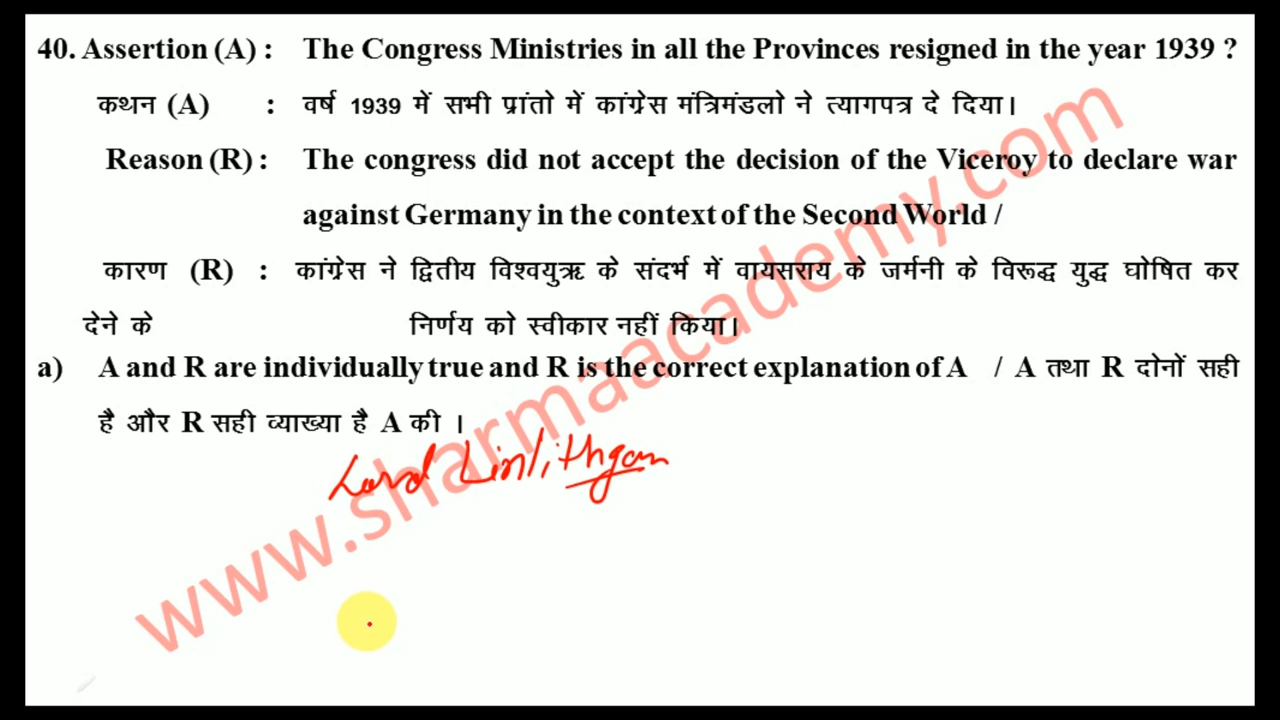 40. Assertion (A) : The Congress Ministries in all the Provinces resigned in the year 1939 ?
कथन (A) : वर्ष 1939 में सभी प्रांतो में कांग्रेस मंत्रिमंडलो ने त्यागपत्र दे दिया।
Reason (R) : The congress did not accept the decision of the Viceroy to declare war
against Germany in the context of the Second World /
कारण (R) : कांग्रेस ने द्वितीय विश्वयुऋ के संदर्भ में वायसराय के जर्मनी के विरूद्ध युद्ध घोषित कर
देने के निर्णय को स्वीकार नहीं किया।
a) A and R are individually true and R is the correct explanation of A / A तथा R दोनों सही
है और R सही व्याख्या है A की ।
Lord Linlithgan
www.sharmaacademy.com